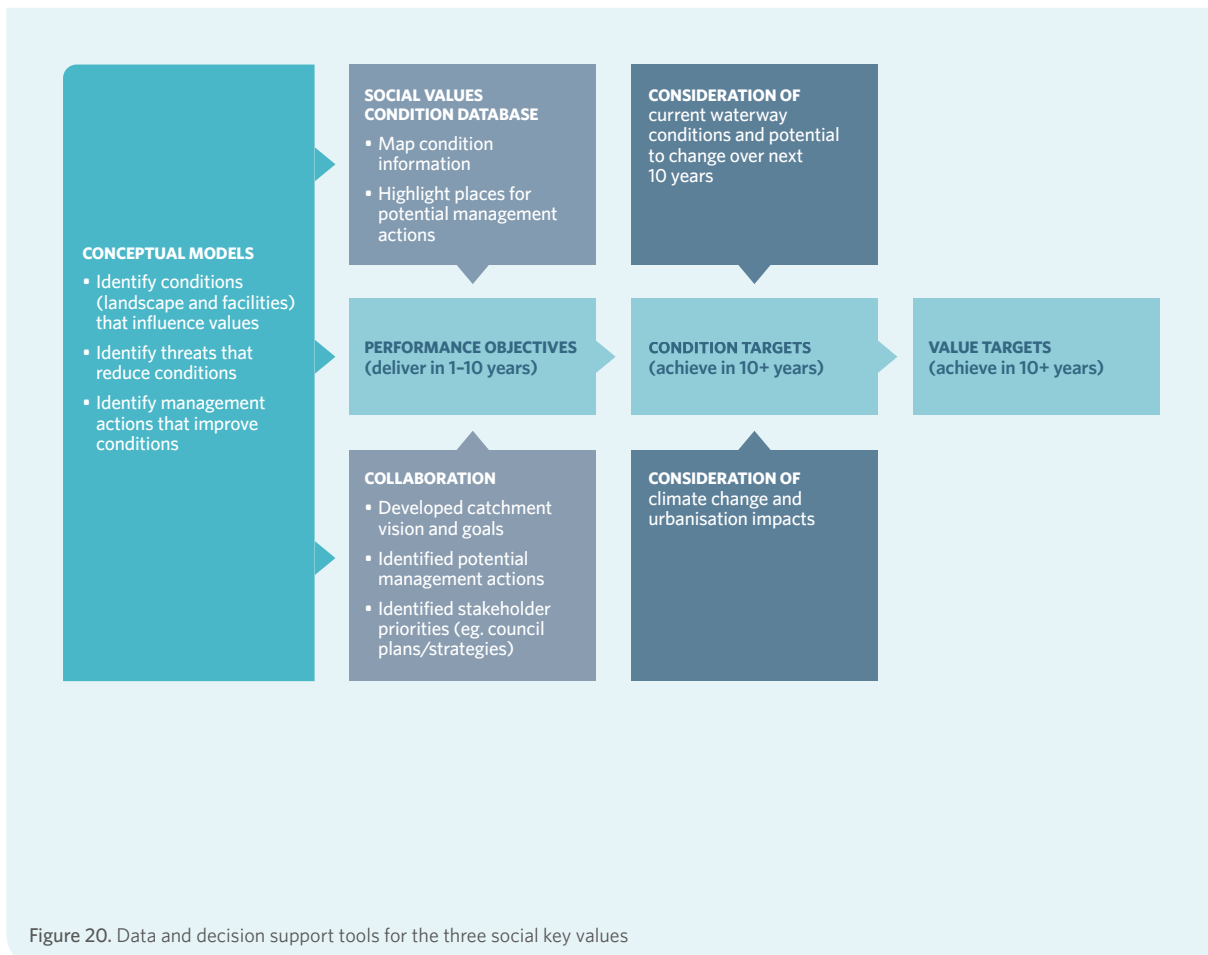 CONCEPTUAL MODELS
▪ Identify conditions
(landscape and facilities)
that influence values
▪ Identify threats that
reduce conditions
▪ Identify management
actions that improve
conditions
SOCIAL VALUES
CONDITION DATABASE
▪ Map condition
information
▪ Highlight places for
potential management
actions
CONSIDERATION OF
current waterway
conditions and potential
to change over next
10 years
PERFORMANCE OBJECTIVES
(deliver in 1–10 years)
CONDITION TARGETS
(achieve in 10+ years)
VALUE TARGETS
(achieve in 10+ years)
COLLABORATION
▪ Developed catchment
vision and goals
▪ Identified potential
management actions
▪ Identified stakeholder
priorities (eg. council
plans/strategies)
CONSIDERATION OF
climate change and
urbanisation impacts
Figure 20. Data and decision support tools for the three social key values